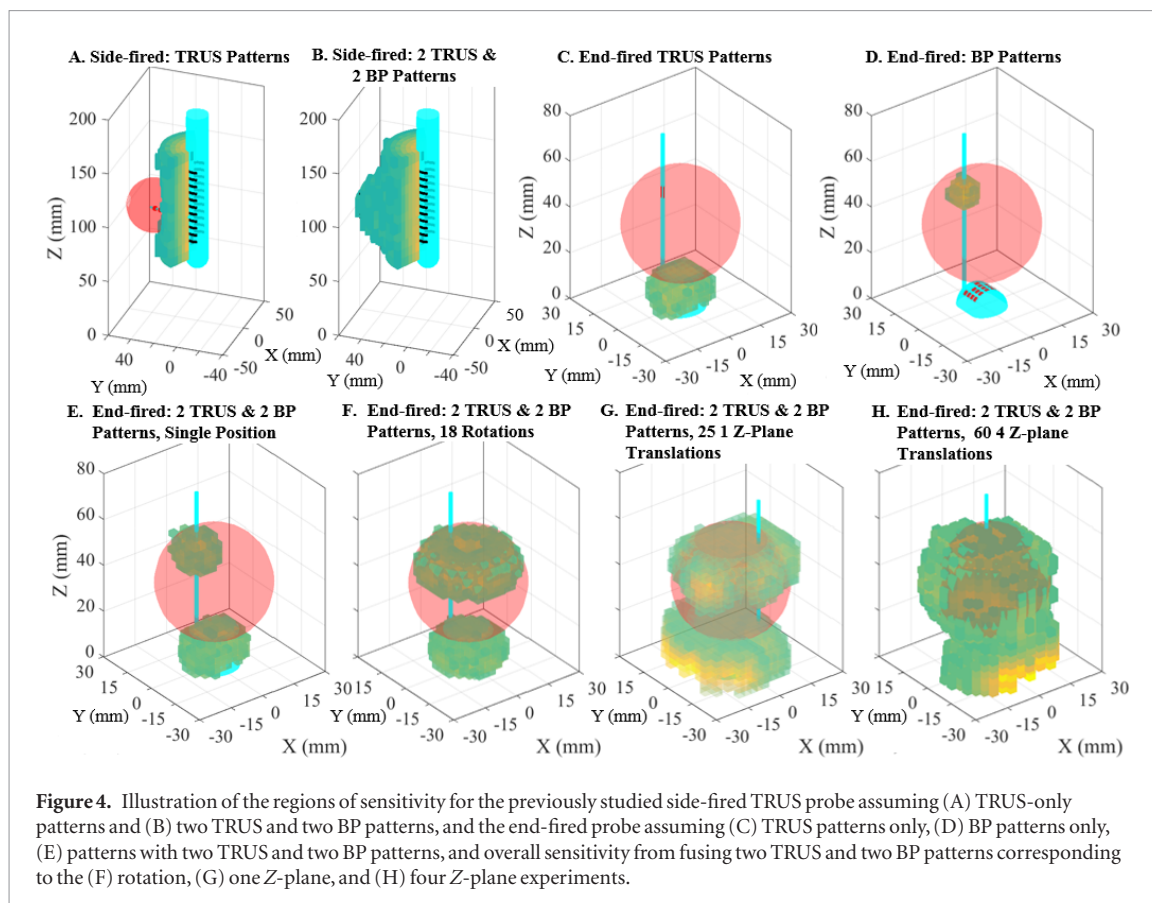 A. Side-fired: TRUS Patterns
B. Side-fired: 2 TRUS &
2 BP Patterns
C. End-fired TRUS Patterns
D. End-fired: BP Patterns
200
150
100
50
0
Z (mm)
40
0
-40
Y (mm)
50
0
-50
X (mm)
200
150
100
50
0
Z (mm)
40
0
-40
Y (mm)
50
0
-50
X (mm)
80
60
40
20
0
Z (mm)
30
15
0
-15
-30
Y (mm)
-30
-15
0
15
30
X (mm)
80
60
40
20
0
Z (mm)
30
15
0
-15
-30
Y (mm)
-30
-15
0
15
30
X (mm)
E. End-fired: 2 TRUS & 2 BP
Patterns, Single Position
F. End-fired: 2 TRUS & 2 BP
Patterns, 18 Rotations
G. End-fired: 2 TRUS & 2 BP
Patterns, 25 1 Z-Plane
Translations
H. End-fired: 2 TRUS & 2 BP
Patterns, 60 4 Z-plane
Translations
80
60
40
20
0
Z (mm)
30
15
0
-15
-30
Y (mm)
-30
-15
0
15
30
X (mm)
15
0
-15
-30
Y (mm)
-30
-15
0
15
30
X (mm)
15
0
-15
-30
Y (mm)
-30
-15
0
15
30
X (mm)
15
0
-15
-30
Y (mm)
-30
-15
0
15
30
X (mm)
Figure 4. Illustration of the regions of sensitivity for the previously studied side-fired TRUS probe assuming (A) TRUS-only
patterns and (B) two TRUS and two BP patterns, and the end-fired probe assuming (C) TRUS patterns only, (D) BP patterns only,
(E) patterns with two TRUS and two BP patterns, and overall sensitivity from fusing two TRUS and two BP patterns corresponding
to the (F) rotation, (G) one Z-plane, and (H) four Z-plane experiments.